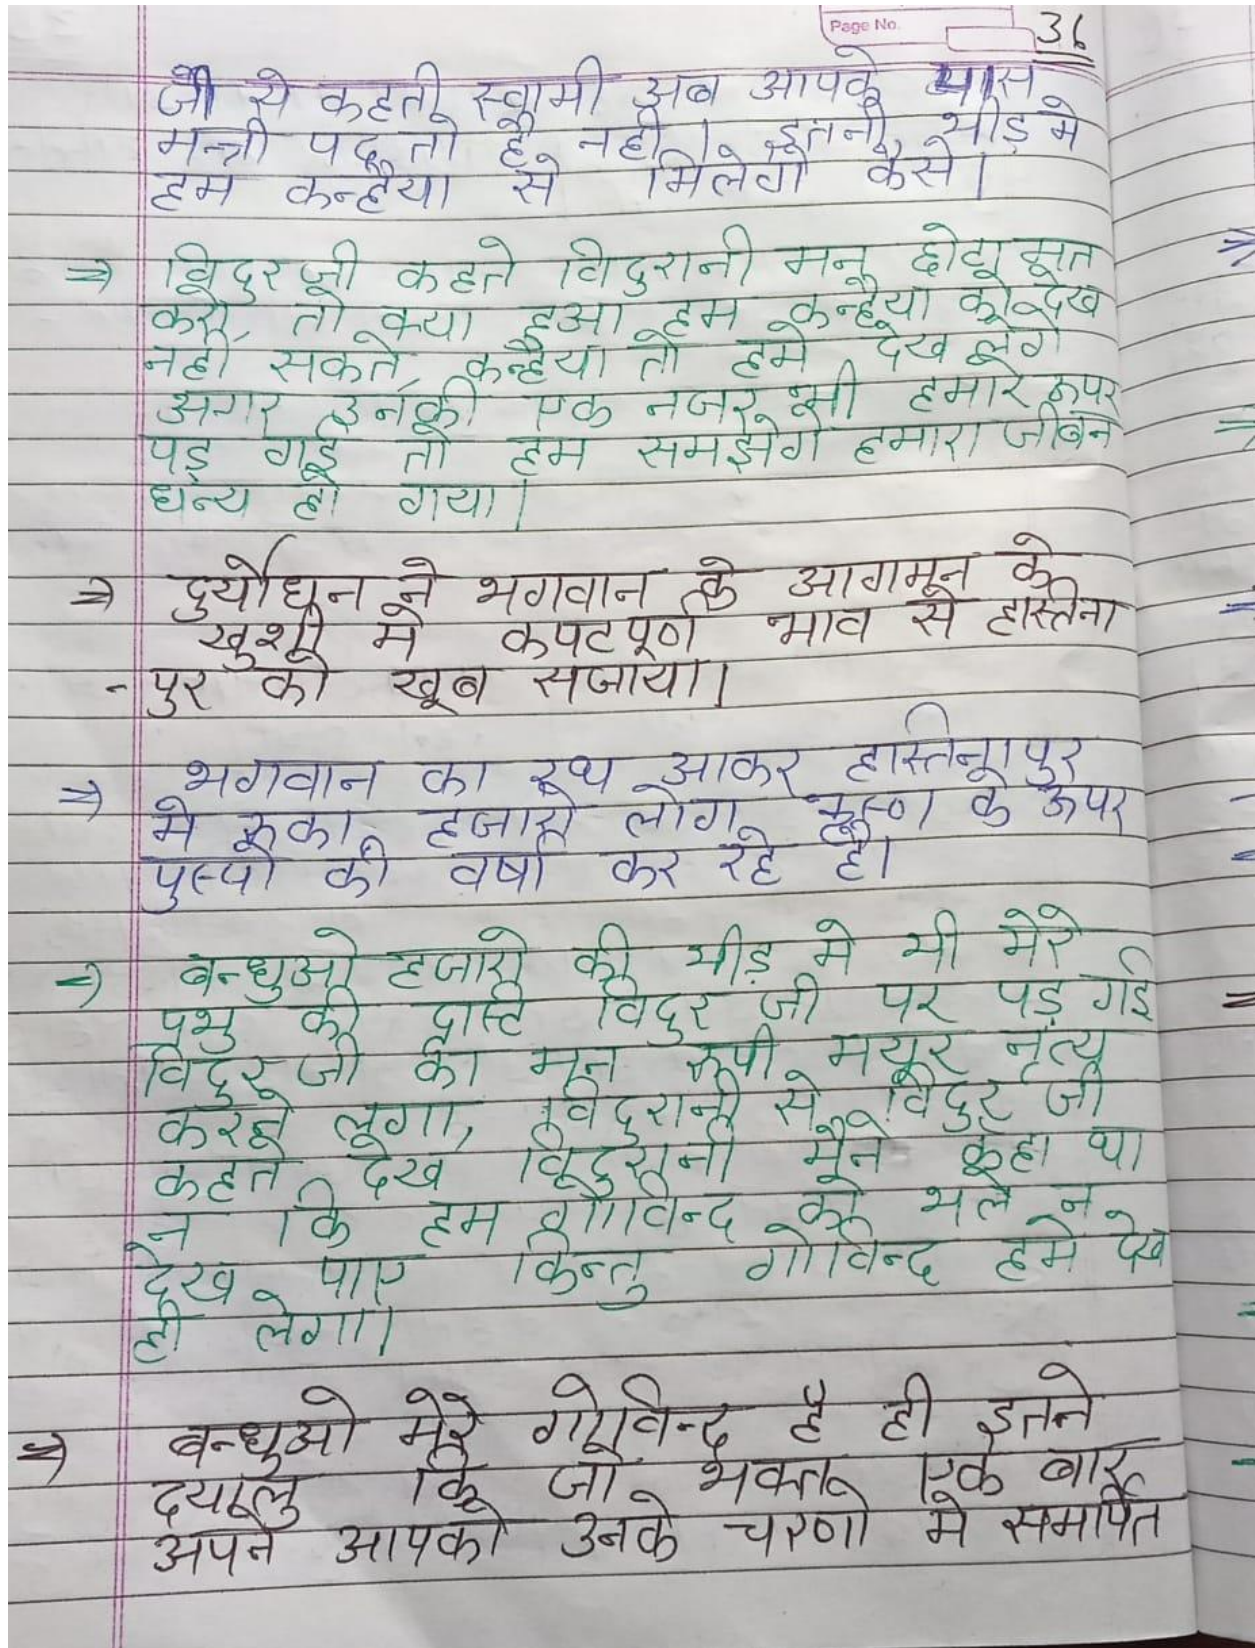 Page No.
36
जी से कहती स्वामी अब आपके पास
मन्त्री पद तो है नही। इतनी भीड़ मे
हम कन्हैया से मिलेगे कैसे।
⇒ विदुर जी कहते विदुरानी मन छोटा मत
करो, तो क्या हुआ हम कन्हैया को देख
नही सकते, कन्हैया तो हमे देख लेगे
अगर उनकी एक नजर भी हमारे ऊपर
पड़ गई तो हम समझेगे हमारा जीवन
धन्य हो गया।
⇒ दुर्योधन ने भगवान के आगमन के
खुशी मे कपटपूर्ण भाव से हास्तिना
- पुर को खूब सजाया।
⇒ भगवान का रथ आकर हास्तिनापुर
मे रुका, हजारो लोग कृष्ण के ऊपर
पुष्पो की वर्षा कर रहे है।
⇒ बन्धुओ हजारो की भीड़ मे भी मेरे
प्रभु की द्रास्टि विदुर जी पर पड़ गई
विदुर जी का मन रूपी मयूर नृत्य
करने लगा, विदुरानी से विदुर जी
कहते देख विदुरानी मैने कहा था
न कि हम गोविन्द को भले न
देख पाए किन्तु गोविन्द हमे देख
ही लेगा।
⇒ बन्धुओ मेरे गोविन्द है ही इतने
दयालु कि जो भक्त एक बार
अपने आपको उनके चरणो मे समर्पित